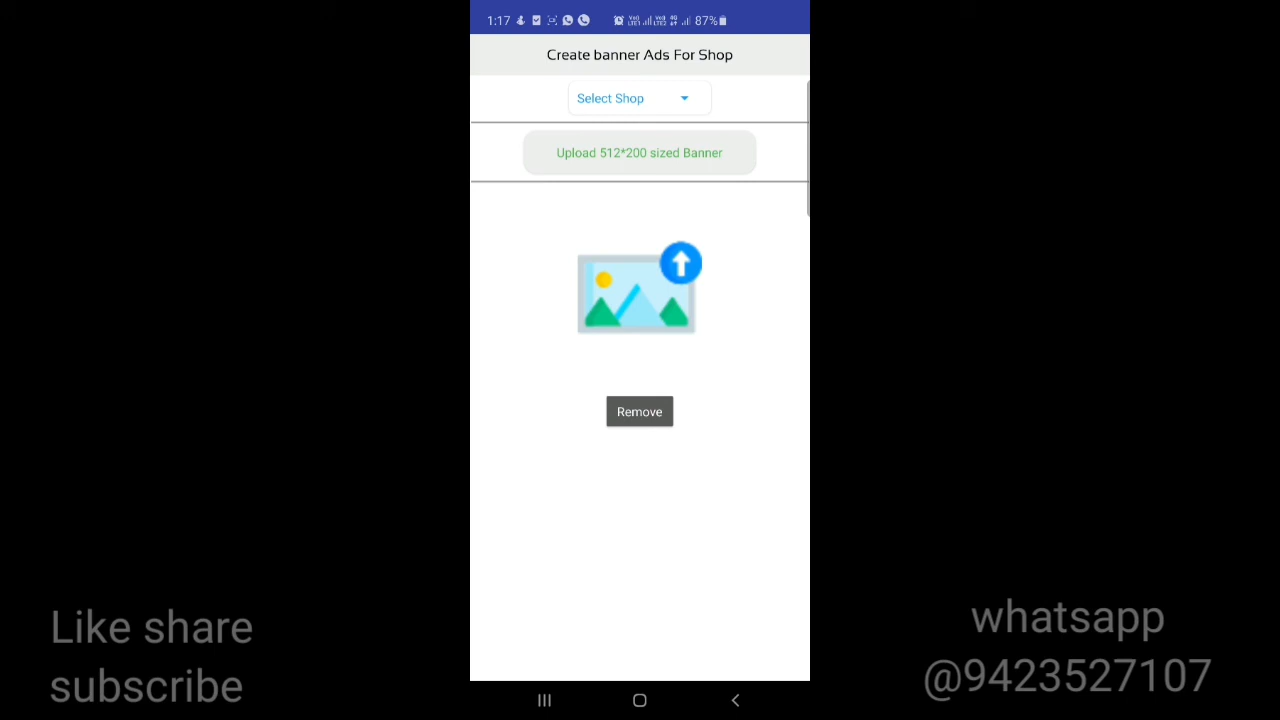 1:17 87%
Create banner Ads For Shop
Select Shop
Upload 512*200 sized Banner
Remove
Like share
subscribe
whatsapp
@9423527107